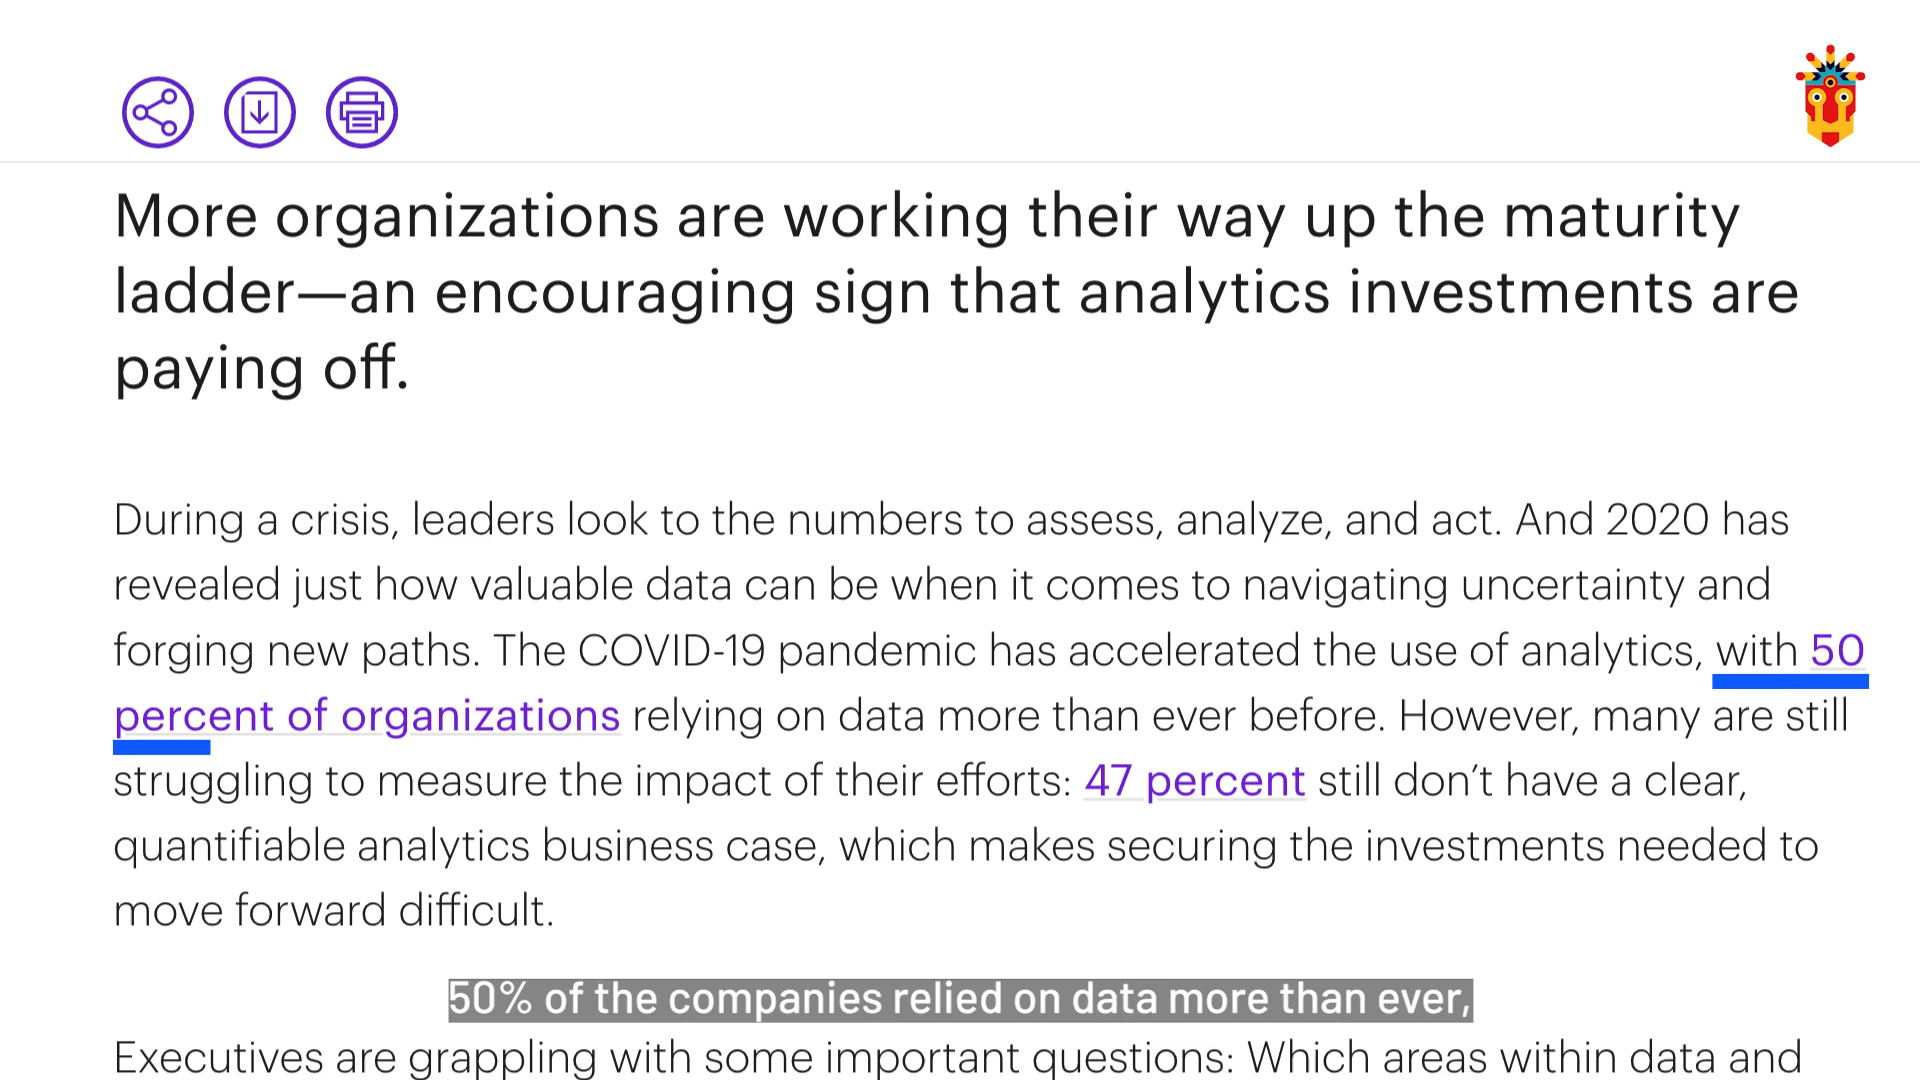 More organizations are working their way up the maturity
ladder—an encouraging sign that analytics investments are
paying off.
During a crisis, leaders look to the numbers to assess, analyze, and act. And 2020 has
revealed just how valuable data can be when it comes to navigating uncertainty and
forging new paths. The COVID-19 pandemic has accelerated the use of analytics, with 50
percent of organizations relying on data more than ever before. However, many are still
struggling to measure the impact of their efforts: 47 percent still don’t have a clear,
quantifiable analytics business case, which makes securing the investments needed to
move forward difficult.
50% of the companies relied on data more than ever,
Executives are grappling with some important questions: Which areas within data and